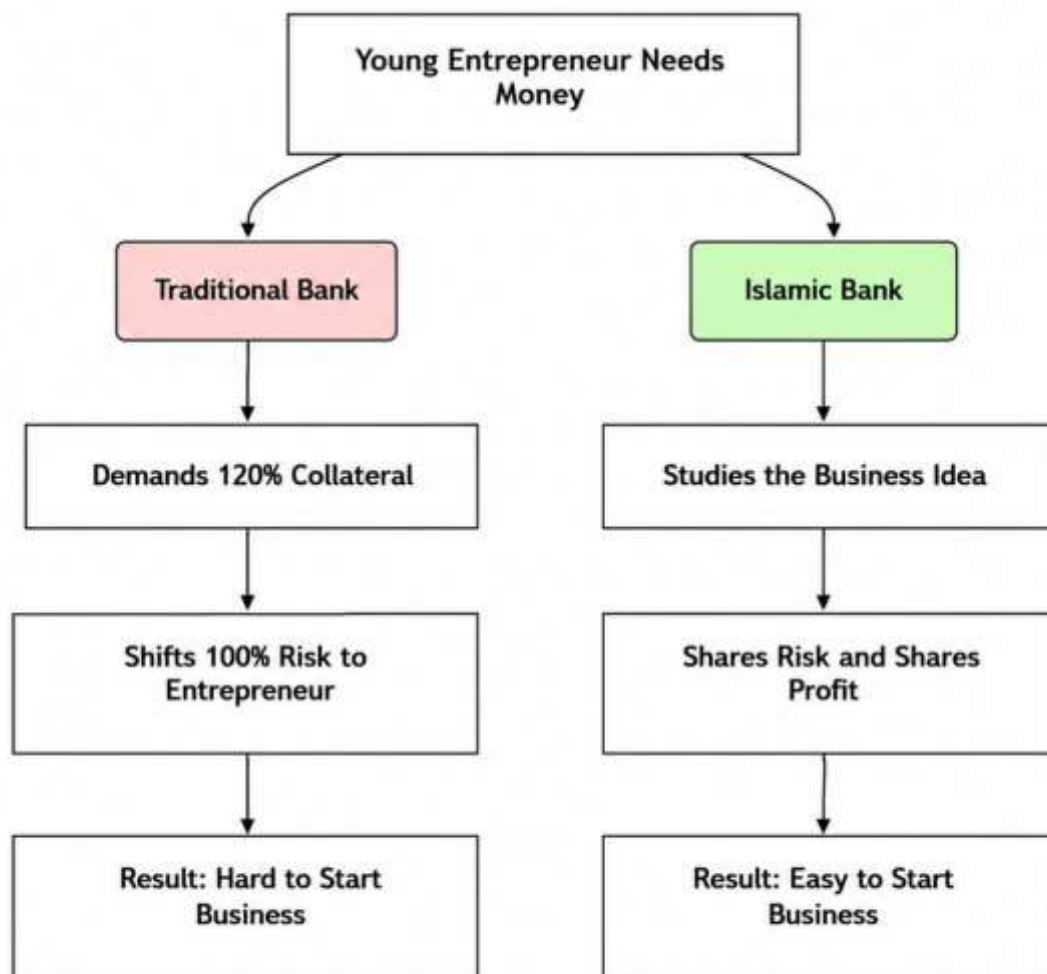 Young Entrepreneur Needs
Money
Traditional Bank
Islamic Bank
Demands 120% Collateral
Studies the Business Idea
Shifts 100% Risk to
Entrepreneur
Shares Risk and Shares
Profit
Result: Hard to Start
Business
Result: Easy to Start
Business